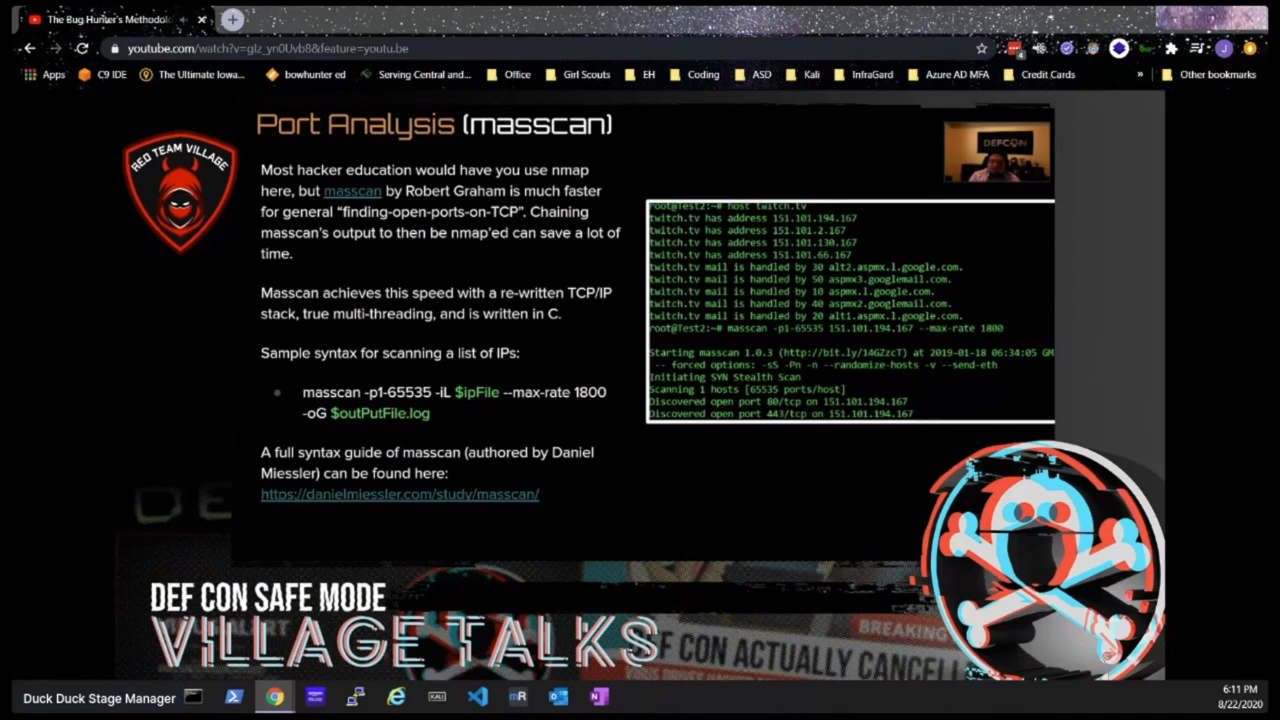 The Bug Hunter's Methodolo
youtube.com/watch?v=glz_yn0Uvb8&feature=youtu.be
4
J
Apps C9 IDE The Ultimate Iowa... bowhunter ed Serving Central and... Office Girl Scouts EH Coding ASD Kali InfraGard Azure AD MFA Credit Cards » Other bookmarks
RED TEAM VILLAGE
Port Analysis (masscan)
DEFCON
Most hacker education would have you use nmap
here, but masscan by Robert Graham is much faster
for general “finding-open-ports-on-TCP”. Chaining
masscan's output to then be nmap'ed can save a lot of
time.
Masscan achieves this speed with a re-written TCP/IP
stack, true multi-threading, and is written in C.
Sample syntax for scanning a list of IPs:
masscan -p1-65535 -iL $ipFile --max-rate 1800
-oG $outPutFile.log
A full syntax guide of masscan (authored by Daniel
Miessler) can be found here:
https://danielmiessler.com/study/masscan/
root@Test2:~# host twitch.tv
twitch.tv has address 151.101.194.167
twitch.tv has address 151.101.2.167
twitch.tv has address 151.101.130.167
twitch.tv has address 151.101.66.167
twitch.tv mail is handled by 30 alt2.aspmx.l.google.com.
twitch.tv mail is handled by 50 aspmx3.googlemail.com.
twitch.tv mail is handled by 10 aspmx.l.google.com.
twitch.tv mail is handled by 40 aspmx2.googlemail.com.
twitch.tv mail is handled by 20 alt1.aspmx.l.google.com.
root@Test2:~# masscan -p1-65535 151.101.194.167 --max-rate 1800
Starting masscan 1.0.3 (http://bit.ly/14GZzcT) at 2019-01-18 06:34:05 GM
-- forced options: -sS -Pn -n --randomize-hosts -v --send-eth
Initiating SYN Stealth Scan
Scanning 1 hosts [65535 ports/host]
Discovered open port 80/tcp on 151.101.194.167
Discovered open port 443/tcp on 151.101.194.167
DE
DEF CON SAFE MODE
VILLAGE TALKS
BREAKING
EF CON ACTUALLY CANCELL
Duck Duck Stage Manager
KALI
mR
6:11 PM
8/22/2020